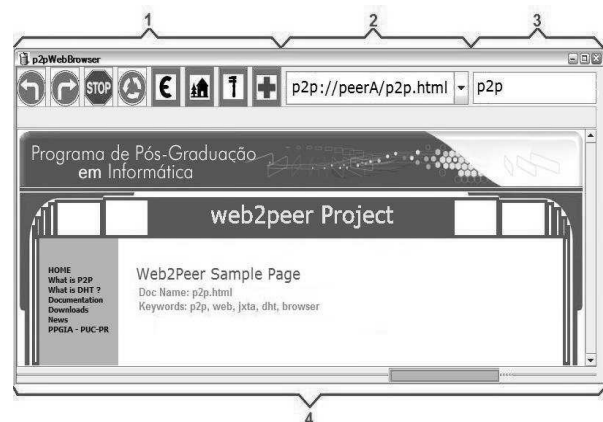 1 2 3
p2pWebBrowser
STOP € p2p://peerA/p2p.html p2p
Programa de Pós-Graduação
em Informática
web2peer Project
HOME
What is P2P
What is DHT ?
Documentation
Downloads
News
PPGIA - PUC-PR
Web2Peer Sample Page
Doc Name: p2p.html
Keywords: p2p, web, jxta, dht, browser
4